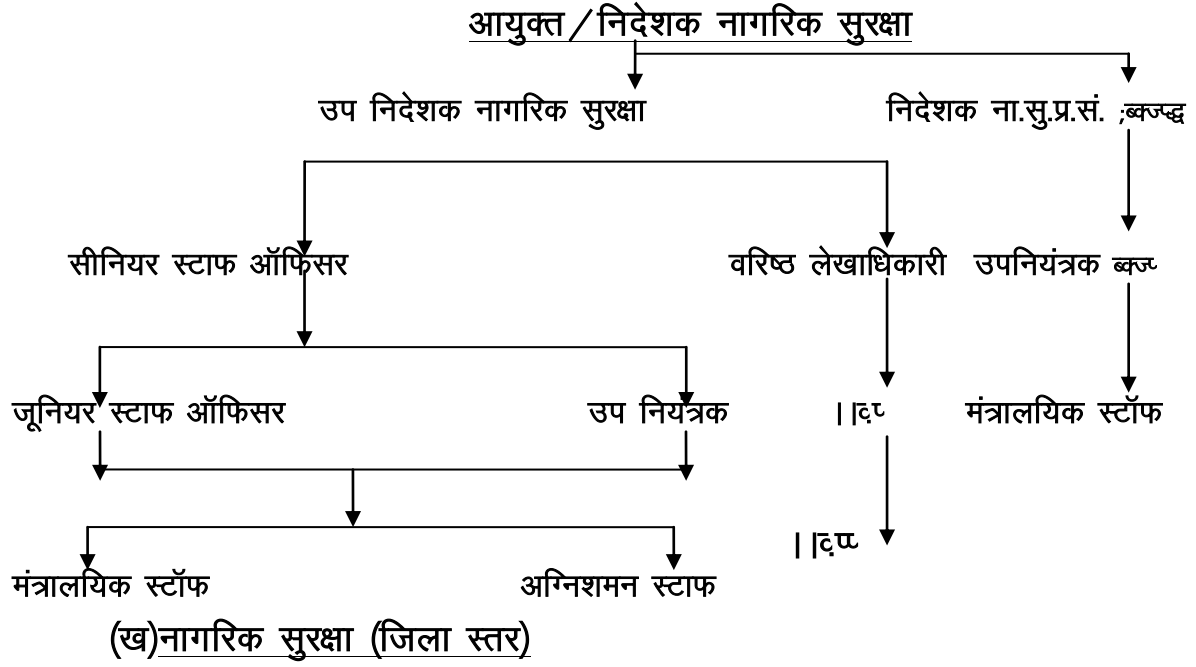 आयुक्त/निदेशक नागरिक सुरक्षा
उप निदेशक नागरिक सुरक्षा निदेशक ना.सु.प्र.सं. ;ब्क्ज्प्द्ध
सीनियर स्टाफ ऑफिसर वरिष्ठ लेखाधिकारी उपनियंत्रक ब्क्ज्प्
जूनियर स्टाफ ऑफिसर उप नियंत्रक मंत्रालयिक स्टॉफ
मंत्रालयिक स्टॉफ अग्निशमन स्टाफ
(ख)नागरिक सुरक्षा (जिला स्तर)